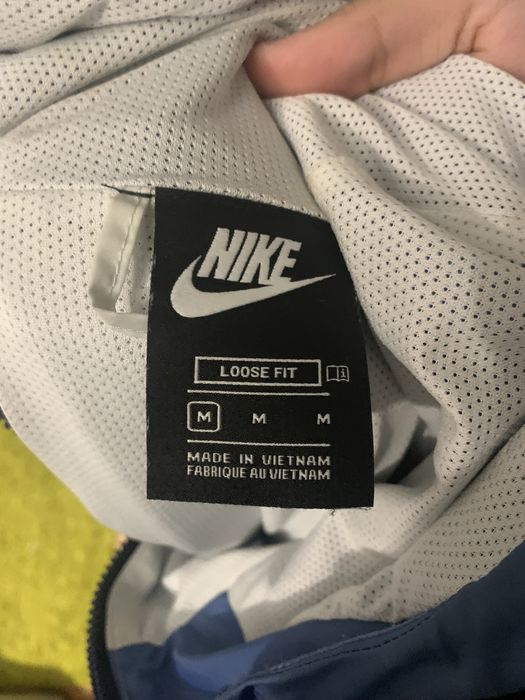 NIKE
LOOSE FIT
M M M
MADE IN VIETNAM
FABRIQUE AU VIETNAM